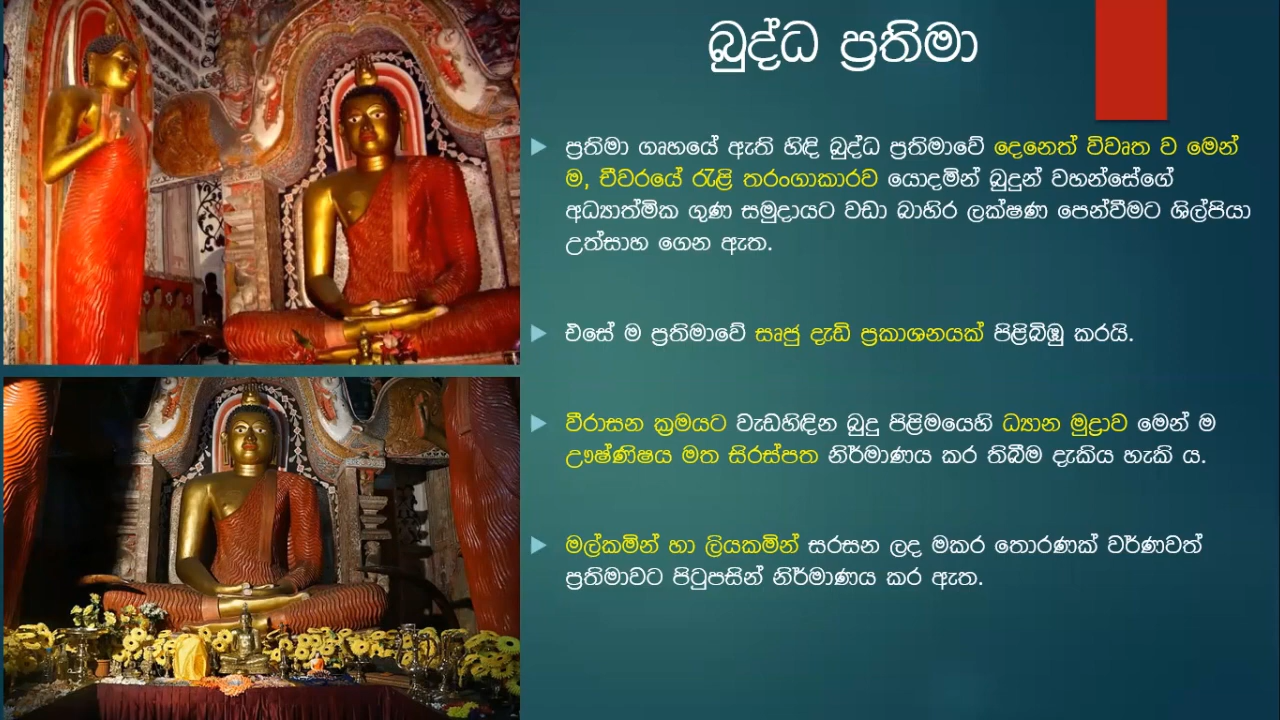 බුද්ධ ප්‍රතිමා
ප්‍රතිමා ගෘහයේ ඇති හිඳි බුද්ධ ප්‍රතිමාවේ දෙනෙත් විවෘත ව මෙන්
ම, චීවරයේ රැළි තරංගාකාරව යොදමින් බුදුන් වහන්සේගේ
අධ්‍යාත්මික ගුණ සමුදායට වඩා බාහිර ලක්ෂණ පෙන්වීමට ශිල්පියා
උත්සාහ ගෙන ඇත.
එසේ ම ප්‍රතිමාවේ සෘජු දැඩි ප්‍රකාශනයක් පිළිබිඹු කරයි.
වීරාසන ක්‍රමයට වැඩහිඳින බුදු පිළිමයෙහි ධ්‍යාන මුද්‍රාව මෙන් ම
ඌෂ්ණිෂය මත සිරස්පත නිර්මාණය කර තිබීම දැකිය හැකි ය.
මල්කමින් හා ලියකමින් සරසන ලද මකර තොරණක් වර්ණවත්
ප්‍රතිමාවට පිටුපසින් නිර්මාණය කර ඇත.